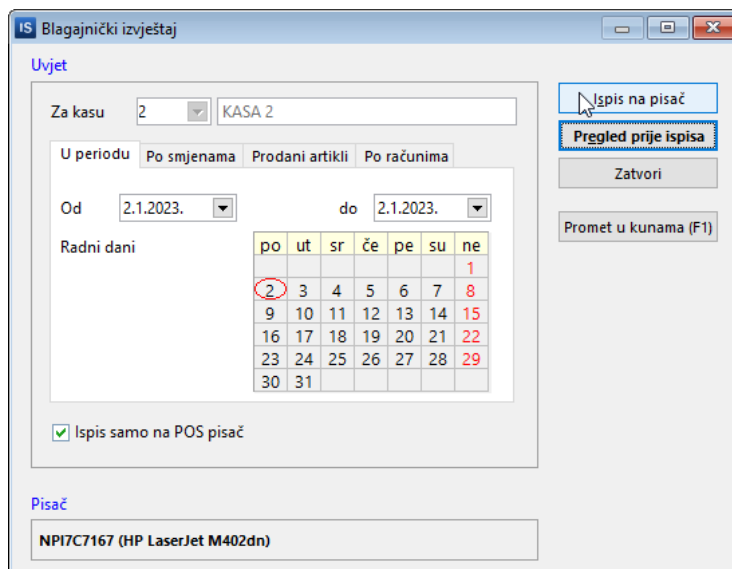 IS Blagajnički izvještaj
Uvjet
Za kasu 2 KASA 2
Ispis na pisač
Pregled prije ispisa
Zatvori
Promet u kunama (F1)
U periodu Po smjenama Prodani artikli Po računima
Od 2.1.2023. do 2.1.2023.
Radni dani
po ut sr če pe su ne
1
2 3 4 5 6 7 8
9 10 11 12 13 14 15
16 17 18 19 20 21 22
23 24 25 26 27 28 29
30 31
Ispis samo na POS pisač
Pisač
NPI7C7167 (HP LaserJet M402dn)